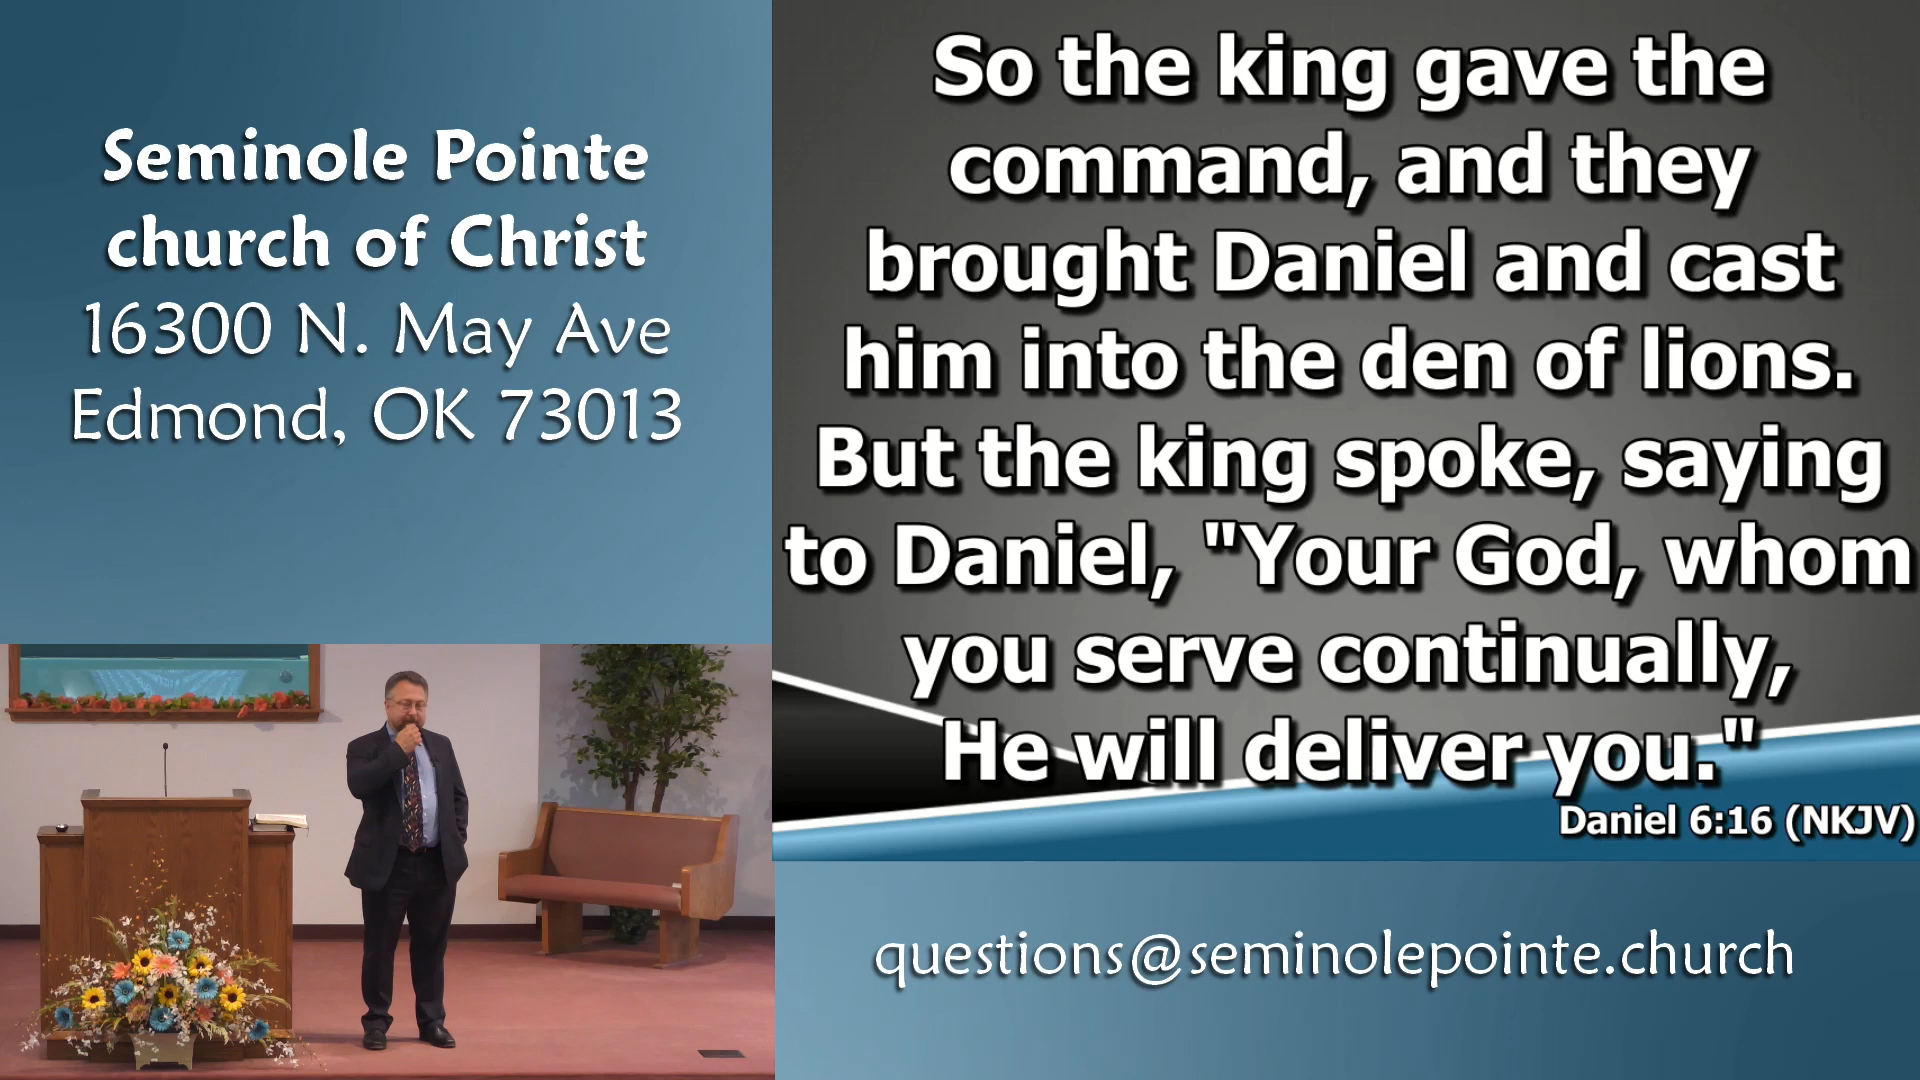 Seminole Pointe
church of Christ
16300 N. May Ave
Edmond, OK 73013
So the king gave the
command, and they
brought Daniel and cast
him into the den of lions.
But the king spoke, saying
to Daniel, "Your God, whom
you serve continually,
He will deliver you."
Daniel 6:16 (NKJV)
questions@seminolepointe.church